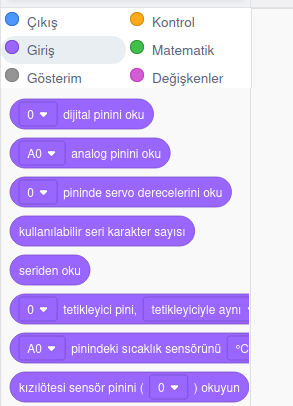 Çıkış Kontrol
Giriş Matematik
Gösterim Değişkenler
0 dijital pinini oku
A0 analog pinini oku
0 pininde servo derecelerini oku
kullanılabilir seri karakter sayısı
seriden oku
0 tetikleyici pini, tetikleyiciyle aynı
A0 pinindeki sıcaklık sensörünü °C
kızılötesi sensör pinini ( 0 ) okuyun